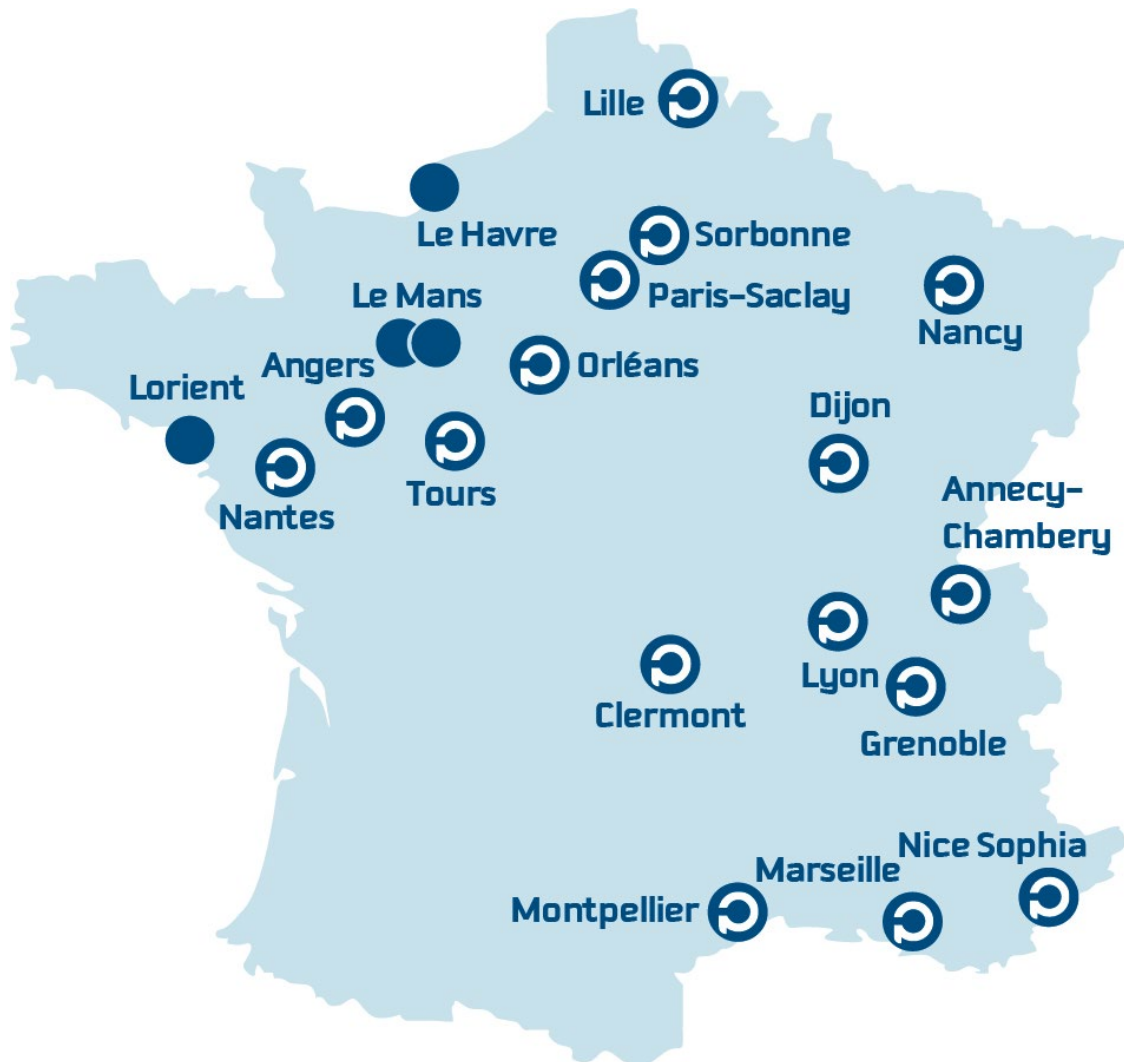 Lille
Le Havre
Sorbonne
Le Mans
Paris-Saclay
Nancy
Angers
Orléans
Lorient
Dijon
Tours
Annecy-
Nantes
Chambery
Lyon
Clermont
Grenoble
Nice Sophia
Marseille
Montpellier